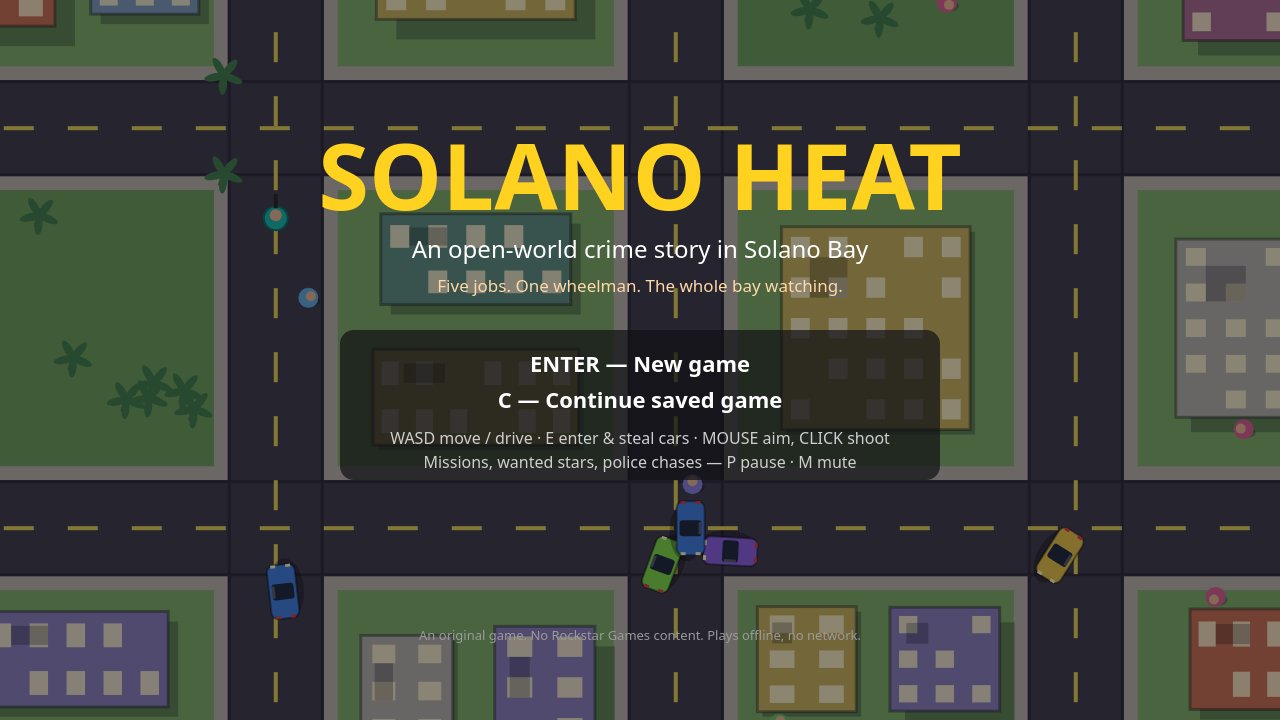 SOLANO HEAT
An open-world crime story in Solano Bay
Five jobs. One wheelman. The whole bay watching.
ENTER — New game
C — Continue saved game
WASD move / drive · E enter & steal cars · MOUSE aim, CLICK shoot
Missions, wanted stars, police chases — P pause · M mute
An original game. No Rockstar Games content. Plays offline, no network.